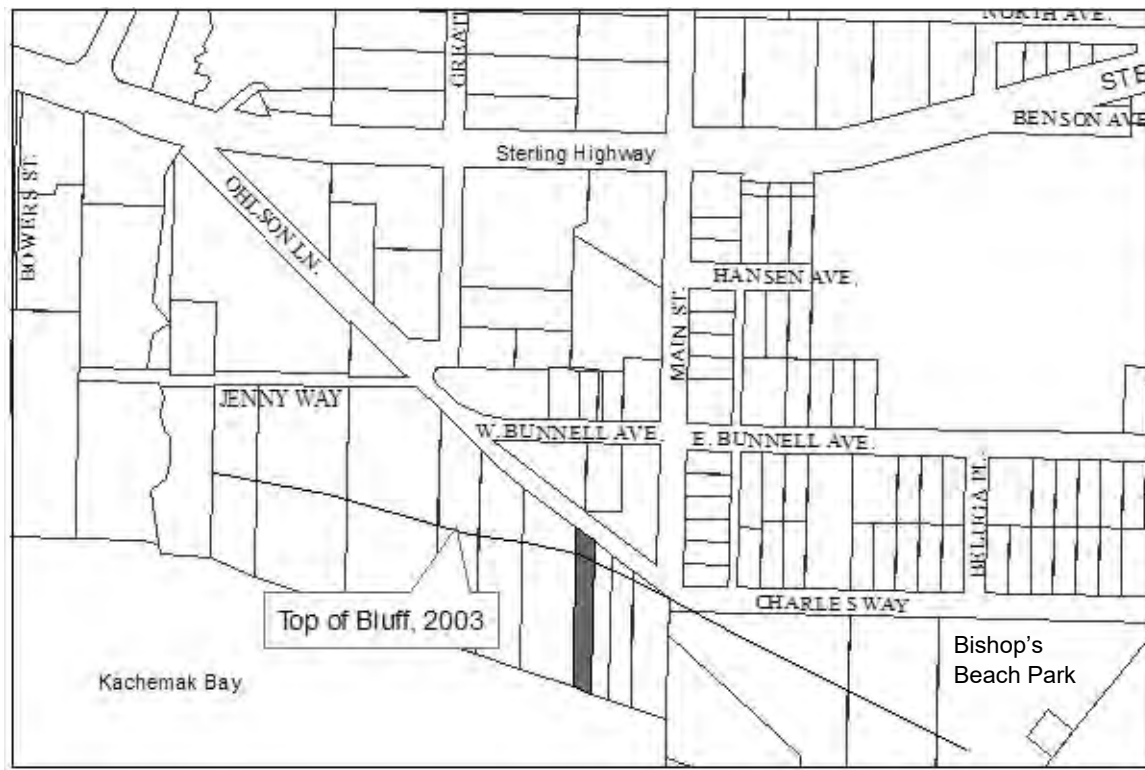 NORTH AVE.
GREAT
STE
BENSON AVE
Sterling Highway
BOWERS ST.
OHLSON LN.
HANSEN AVE.
MAIN ST.
JENNY WAY
W. BUNNELL AVE.
E. BUNNELL AVE.
BELUGA PL.
CHARLES WAY
Top of Bluff, 2003
Bishop's
Beach Park
Kachemak Bay